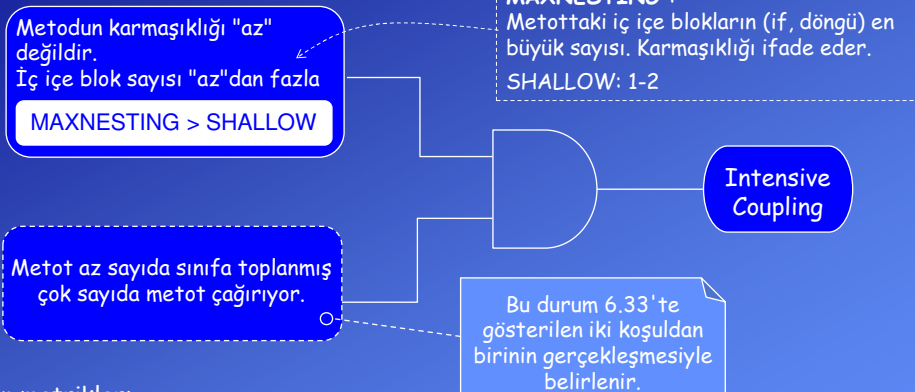 Metodun karmaşıklığı "az"
değildir.
İç içe blok sayısı "az"dan fazla
MAXNESTING > SHALLOW
MAXNESTING
Metottaki iç içe blokların (if, döngü) en
büyük sayısı. Karmaşıklığı ifade eder.
SHALLOW: 1-2
Intensive
Coupling
Metot az sayıda sınıfa toplanmış
çok sayıda metot çağırıyor.
Bu durum 6.33'te
gösterilen iki koşuldan
birinin gerçekleşmesiyle
belirlenir.